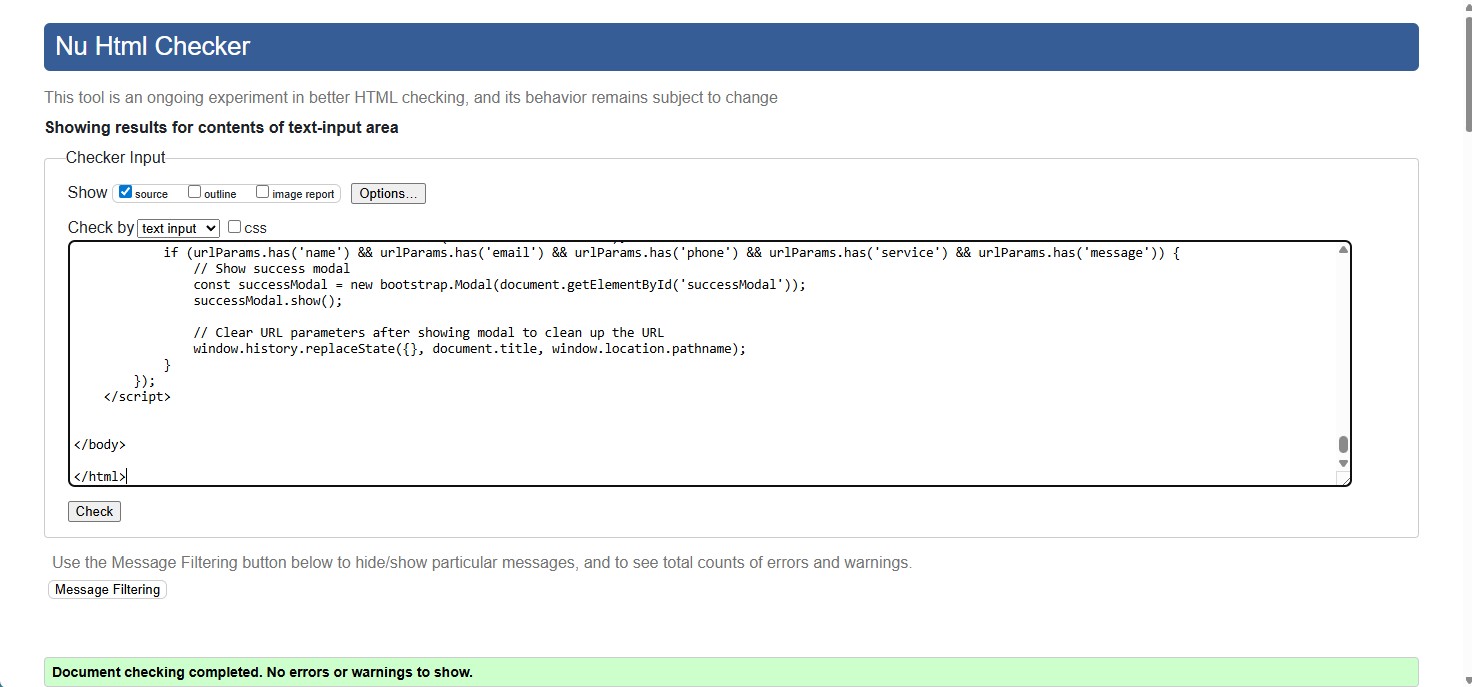 Nu Html Checker
This tool is an ongoing experiment in better HTML checking, and its behavior remains subject to change
Showing results for contents of text-input area
Checker Input
Show source outline image report Options...
Check by text input css
if (urlParams.has('name') && urlParams.has('email') && urlParams.has('phone') && urlParams.has('service') && urlParams.has('message')) {
// Show success modal
const successModal = new bootstrap.Modal(document.getElementById('successModal'));
successModal.show();
// Clear URL parameters after showing modal to clean up the URL
window.history.replaceState({}, document.title, window.location.pathname);
}
});
</script>
</body>
</html>
Check
Use the Message Filtering button below to hide/show particular messages, and to see total counts of errors and warnings.
Message Filtering
Document checking completed. No errors or warnings to show.